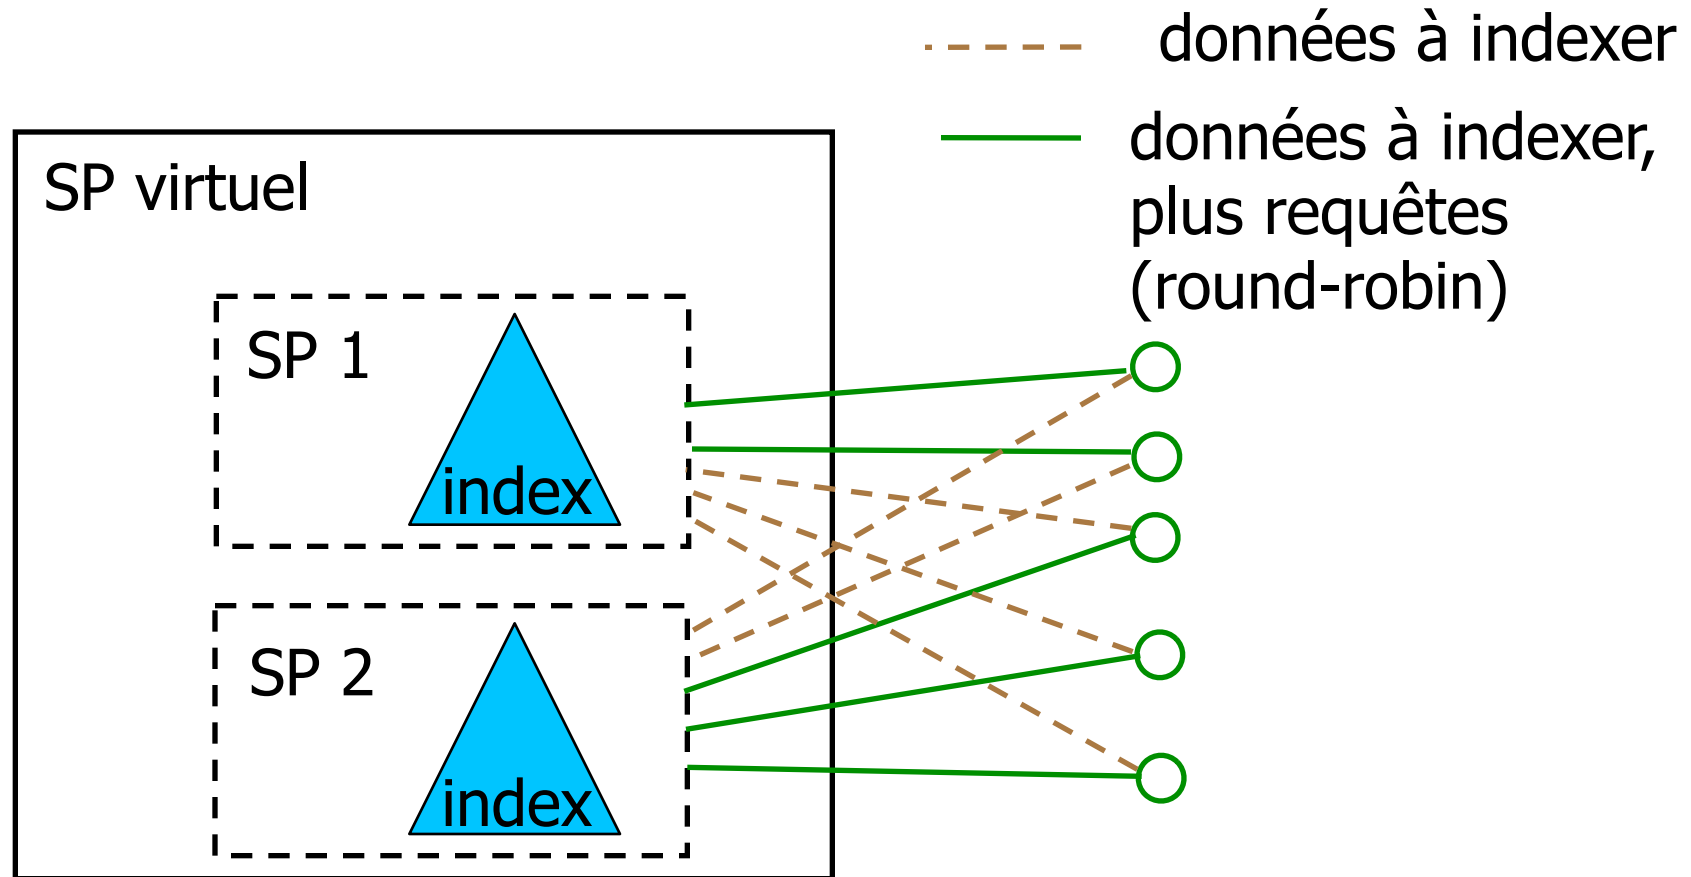 données à indexer
données à indexer,
plus requêtes
(round-robin)
SP virtuel
SP 1
index
SP 2
index